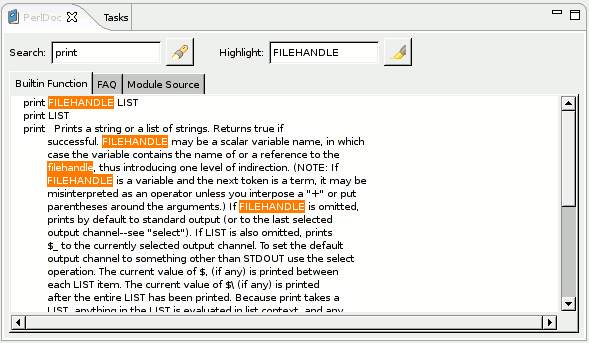 PerlDoc Tasks
Search: print Highlight: FILEHANDLE
Builtin Function FAQ Module Source
print FILEHANDLE LIST
print LIST
print Prints a string or a list of strings. Returns true if
successful. FILEHANDLE may be a scalar variable name, in which
case the variable contains the name of or a reference to the
filehandle, thus introducing one level of indirection. (NOTE: If
FILEHANDLE is a variable and the next token is a term, it may be
misinterpreted as an operator unless you interpose a "+" or put
parentheses around the arguments.) If FILEHANDLE is omitted,
prints by default to standard output (or to the last selected
output channel--see "select"). If LIST is also omitted, prints
$_ to the currently selected output channel. To set the default
output channel to something other than STDOUT use the select
operation. The current value of $, (if any) is printed between
each LIST item. The current value of $\ (if any) is printed
after the entire LIST has been printed. Because print takes a
LIST, anything in the LIST is evaluated in list context, and any